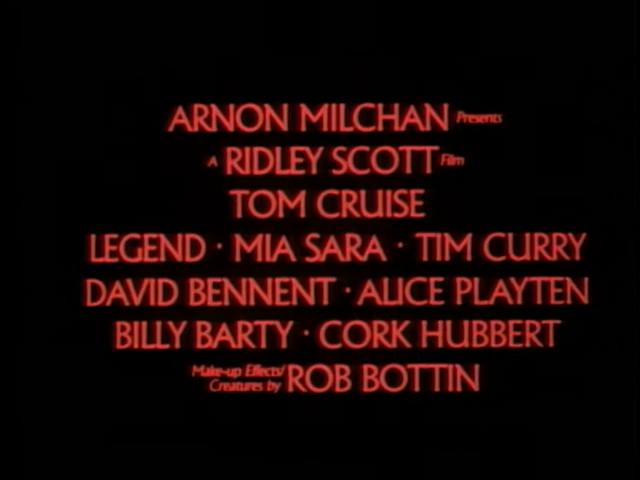 ARNON MILCHAN Presents
A RIDLEY SCOTT Film
TOM CRUISE
LEGEND · MIA SARA · TIM CURRY
DAVID BENNENT · ALICE PLAYTEN
BILLY BARTY · CORK HUBBERT
Make-up Effects/
Creatures by ROB BOTTIN